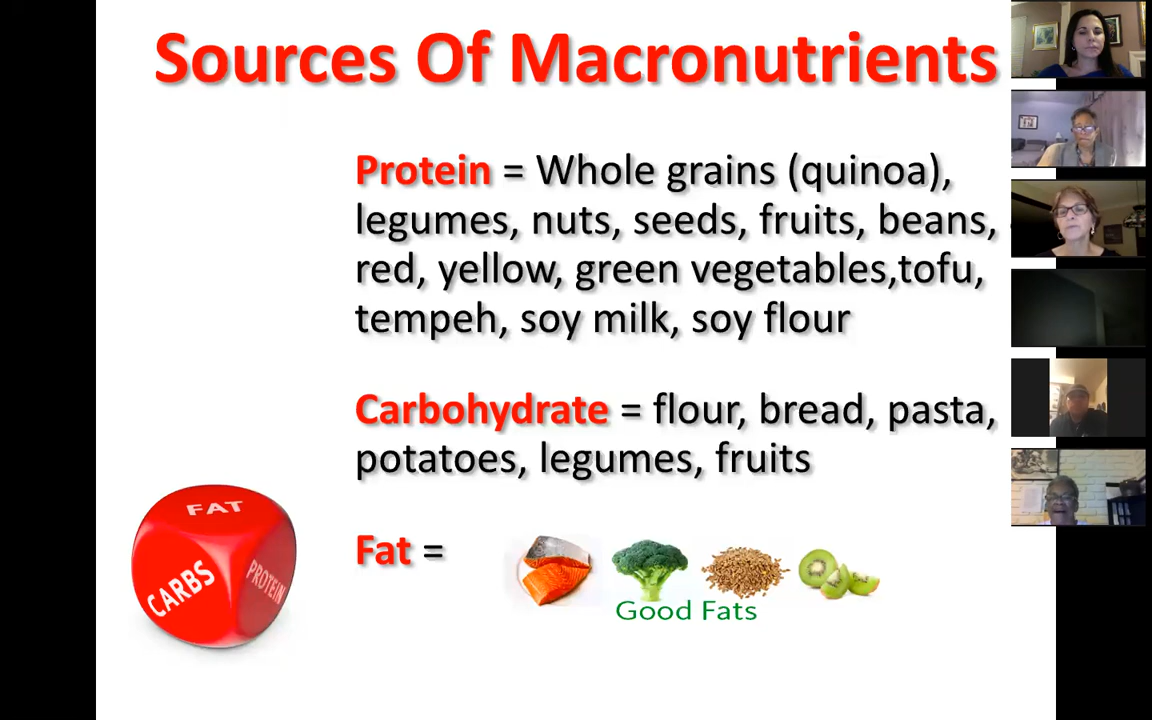 Sources Of Macronutrients
Protein = Whole grains (quinoa),
legumes, nuts, seeds, fruits, beans,
red, yellow, green vegetables,tofu,
tempeh, soy milk, soy flour
Carbohydrate = flour, bread, pasta,
potatoes, legumes, fruits
FAT
CARBS
PROTEIN
Fat =
Good Fats